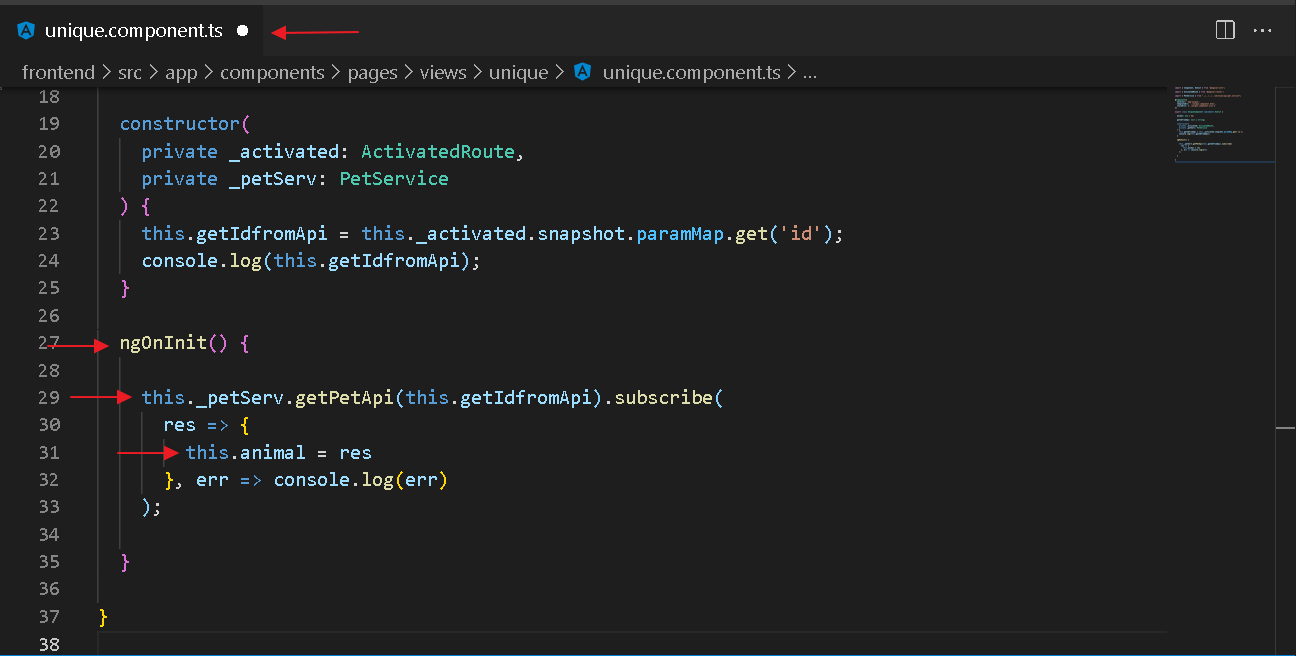 unique.component.ts
frontend > src > app > components > pages > views > unique > unique.component.ts > ...
18
19 constructor(
20 private _activated: ActivatedRoute,
21 private _petServ: PetService
22 ) {
23 this.getIdfromApi = this._activated.snapshot.paramMap.get('id');
24 console.log(this.getIdfromApi);
25 }
26
27 ngOnInit() {
28
29 this._petServ.getPetApi(this.getIdfromApi).subscribe(
30 res => {
31 this.animal = res
32 }, err => console.log(err)
33 );
34
35 }
36
37 }
38